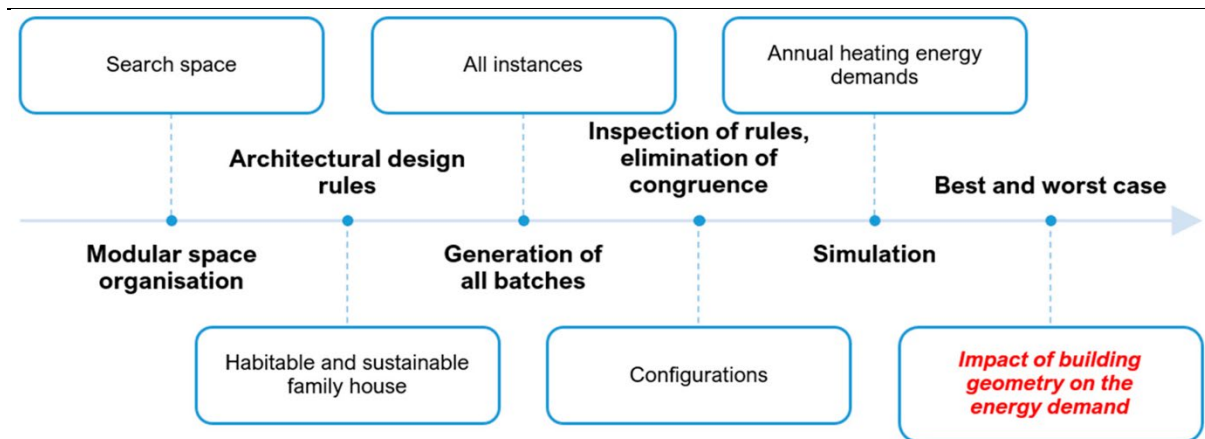 Search space
All instances
Annual heating energy
demands
Architectural design
rules
Inspection of rules,
elimination of
congruence
Best and worst case
Modular space
organisation
Generation of
all batches
Simulation
Habitable and sustainable
family house
Configurations
Impact of building
geometry on the
energy demand